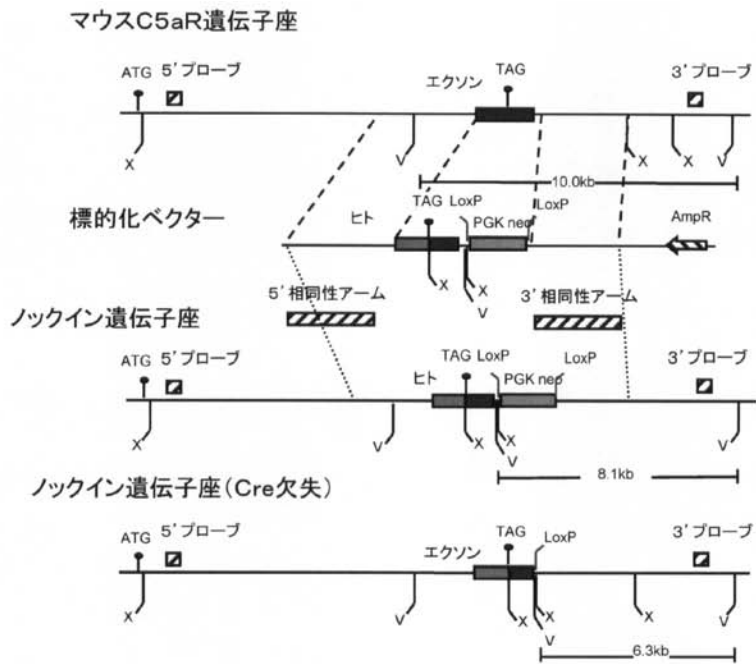 マウスC5aR遺伝子座
ATG 5'プローブ エクソン TAG 3'プローブ
X V X X V
10.0kb
標的化ベクター
ヒト TAG LoxP PGK neo LoxP AmpR
X X
V
5'相同性アーム 3'相同性アーム
ノックイン遺伝子座
ATG 5'プローブ ヒト TAG LoxP PGK neo LoxP 3'プローブ
X V X X V
V
8.1kb
ノックイン遺伝子座(Cre欠失)
ATG 5'プローブ エクソン TAG LoxP 3'プローブ
X V X X X V
V
6.3kb